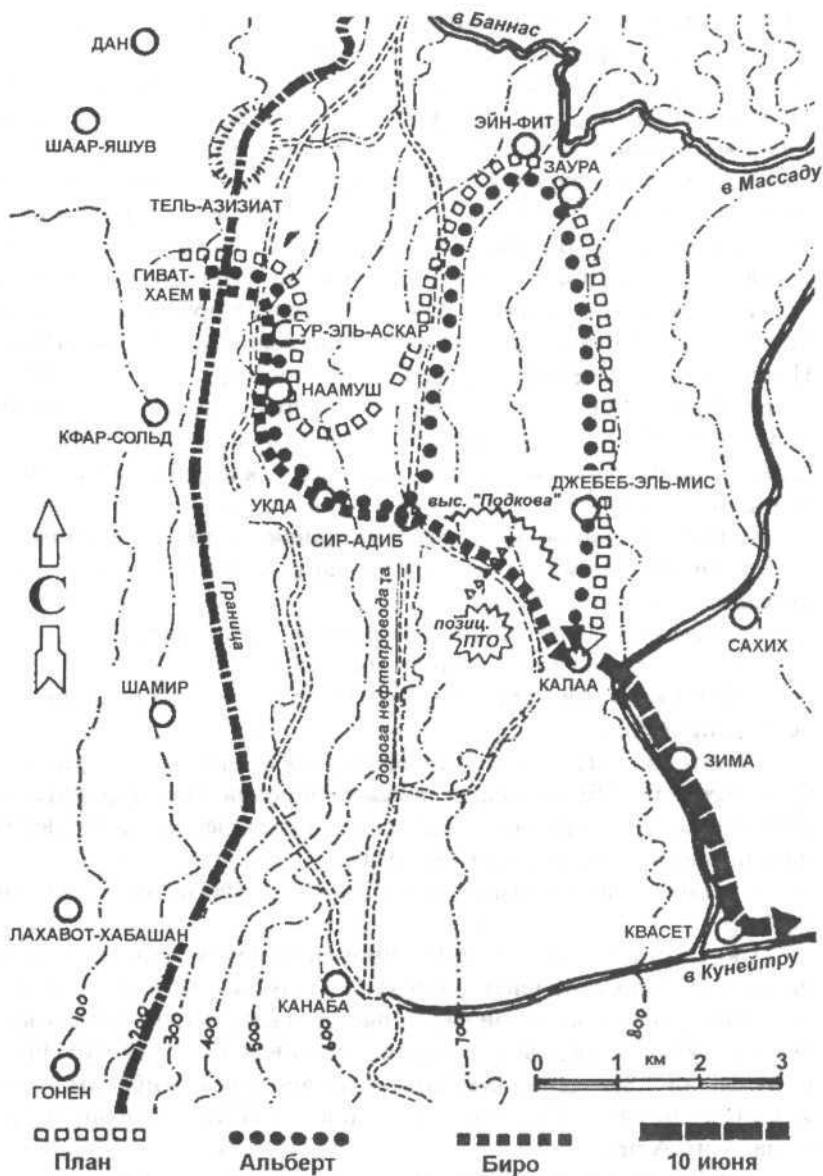 в Баннас
ДАН
ЭЙН-ФИТ
ШААР-ЯШУВ
ЗАУРА
в Массаду
ТЕЛЬ-АЗИЗИАТ
ГИВАТ-
ХАЕМ
ГУР-ЭЛЬ-АСКАР
НААМУШ
КФАР-СОЛЬД
ДЖЕБЕБ-ЭЛЬ-МИС
выс. "Подкова"
УКДА
СИР-АДИБ
С
Граница
дорога нефтепровода
та
позиц.
ПТО
САХИХ
КАЛАА
ШАМИР
ЗИМА
ЛАХАВОТ-ХАБАШАН
КВАСЕТ
в Кунейтру
КАНАБА
100
200
300
400
500
600
700
800
ГОНЕН
0 1 км 2 3
План Альберт Биро 10 июня